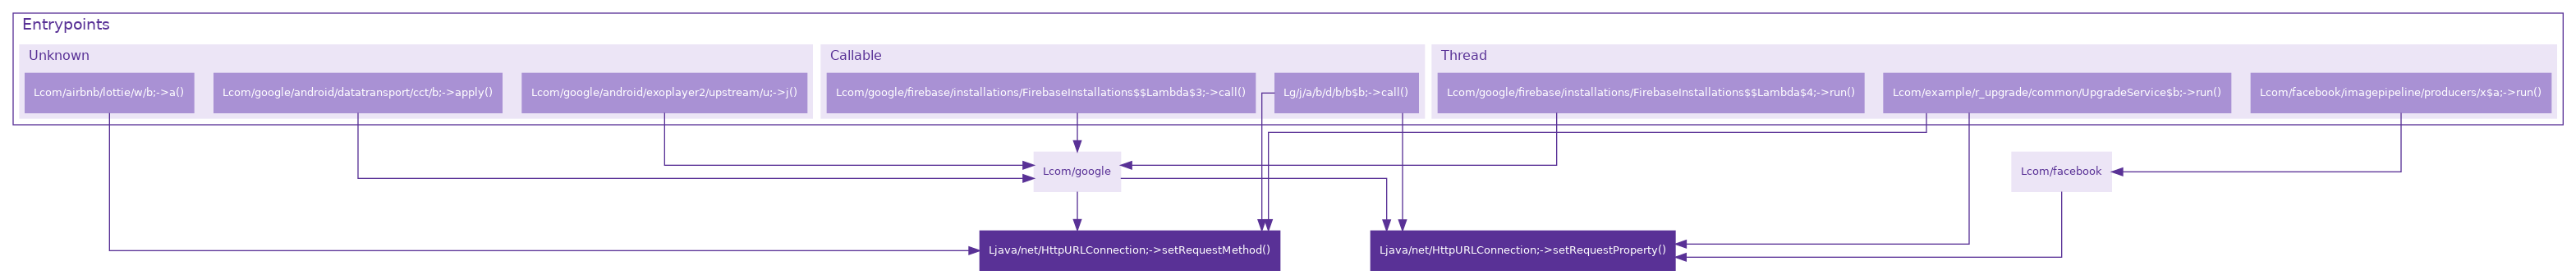 Entrypoints
Unknown
Callable
Thread
Lcom/airbnb/lottie/w/b;->a()
Lcom/google/android/datatransport/cct/b;->apply()
Lcom/google/android/exoplayer2/upstream/u;->j()
Lcom/google/firebase/installations/FirebaseInstallations$$Lambda$3;->call()
Lg/j/a/b/d/b/b$b;->call()
Lcom/google/firebase/installations/FirebaseInstallations$$Lambda$4;->run()
Lcom/example/r_upgrade/common/UpgradeService$b;->run()
Lcom/facebook/imagepipeline/producers/x$a;->run()
Lcom/google
Lcom/facebook
Ljava/net/HttpURLConnection;->setRequestMethod()
Ljava/net/HttpURLConnection;->setRequestProperty()